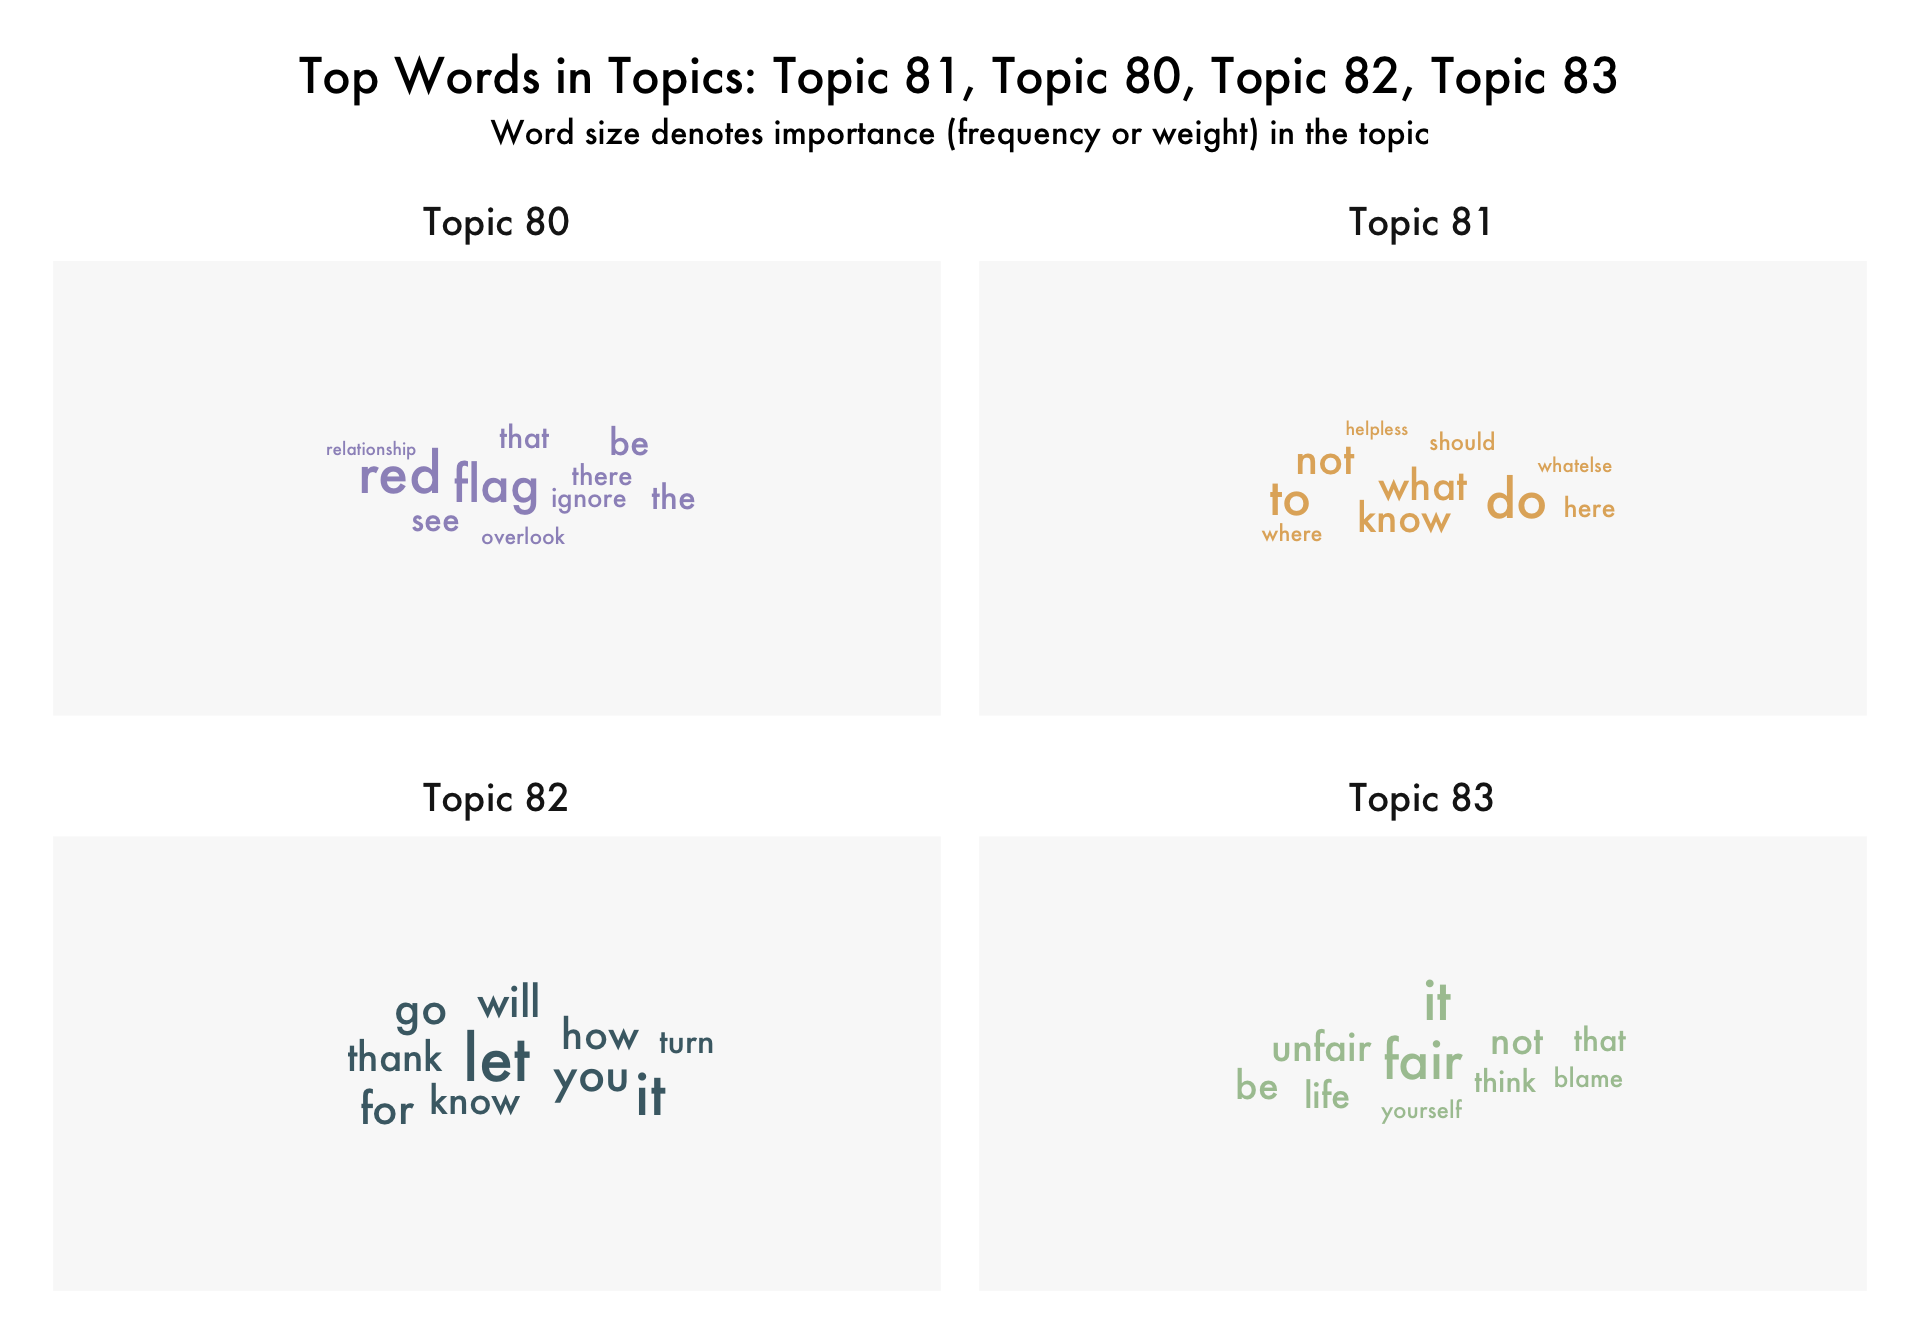 Top Words in Topics: Topic 81, Topic 80, Topic 82, Topic 83
Word size denotes importance (frequency or weight) in the topic
Topic 80
relationship
that
be
red
flag
there
ignore
the
see
overlook
Topic 81
helpless
should
not
what
whatelse
to
know
do
here
where
Topic 82
go
will
how
turn
thank
let
you
it
for
know
Topic 83
it
unfair
fair
not
that
be
life
think
blame
yourself